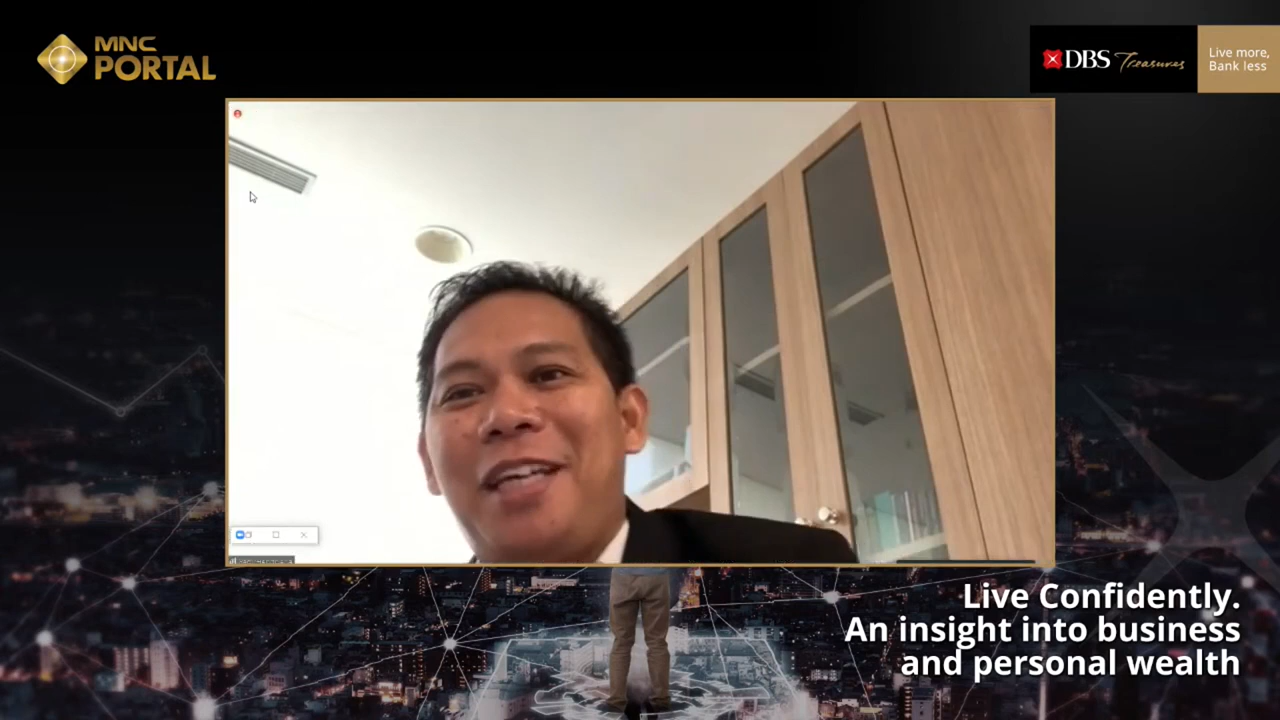 MNC
PORTAL
DBS Treasures
Live more,
Bank less
Live Confidently.
An insight into business
and personal wealth